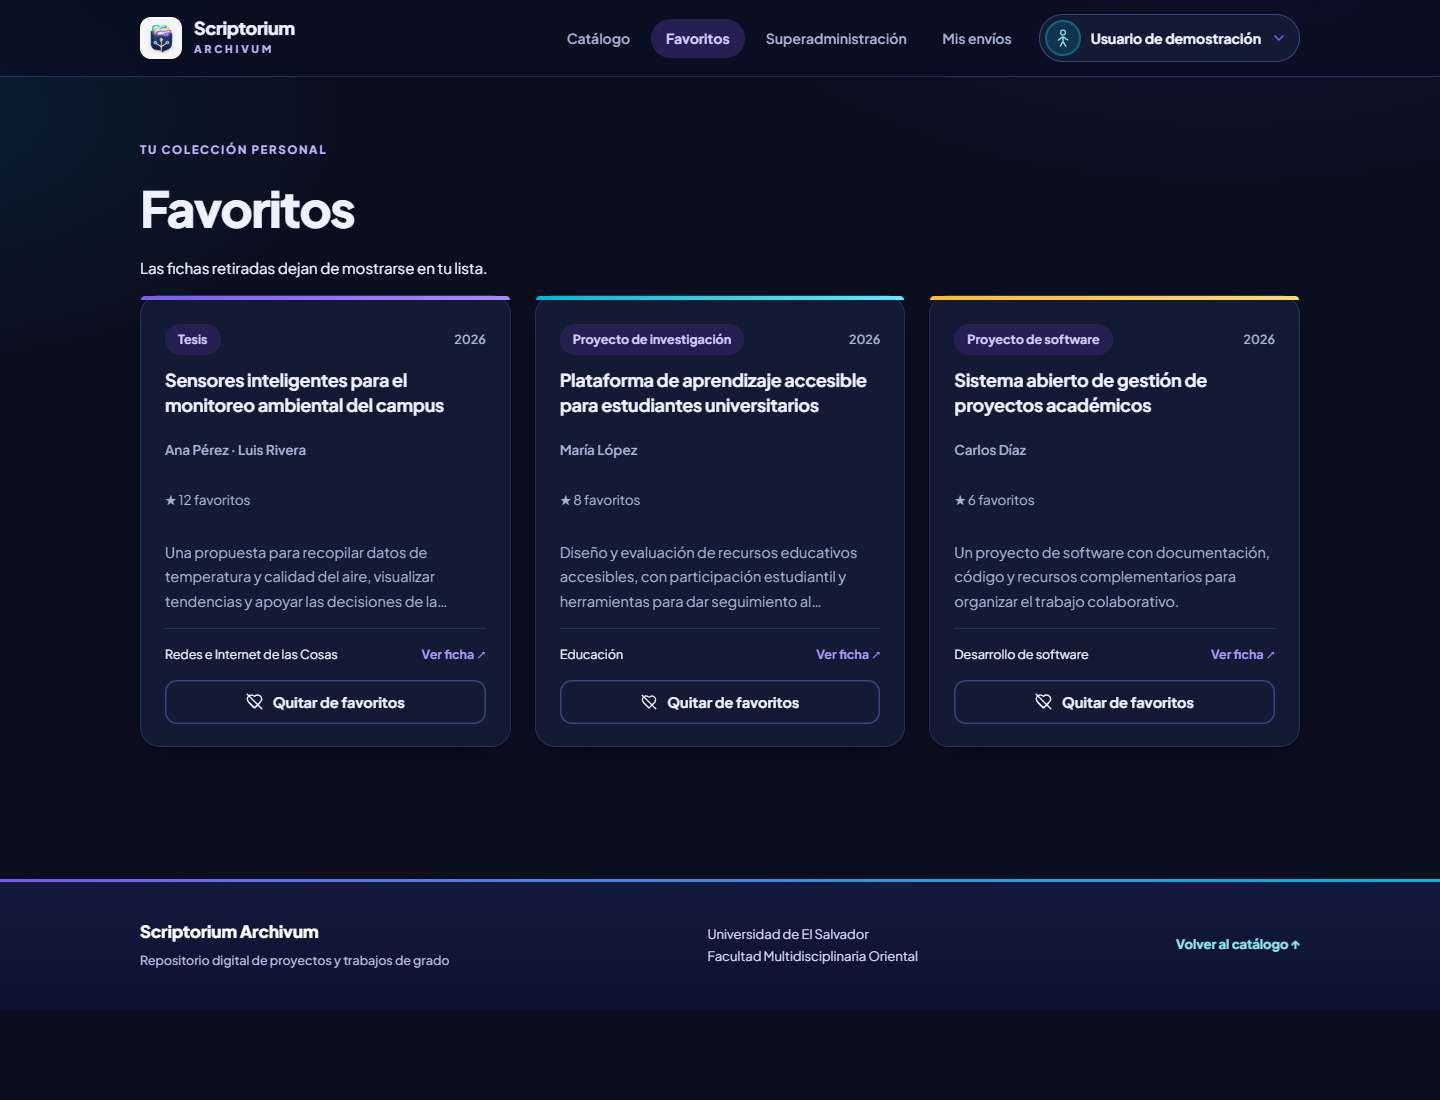 Scriptorium
ARCHIVUM
Catálogo
Favoritos
Superadministración
Mis envíos
Usuario de demostración
TU COLECCIÓN PERSONAL
Favoritos
Las fichas retiradas dejan de mostrarse en tu lista.
Tesis
2026
Sensores inteligentes para el
monitoreo ambiental del campus
Ana Pérez · Luis Rivera
★ 12 favoritos
Una propuesta para recopilar datos de
temperatura y calidad del aire, visualizar
tendencias y apoyar las decisiones de la…
Redes e Internet de las Cosas
Ver ficha ↗
Quitar de favoritos
Proyecto de investigación
2026
Plataforma de aprendizaje accesible
para estudiantes universitarios
María López
★ 8 favoritos
Diseño y evaluación de recursos educativos
accesibles, con participación estudiantil y
herramientas para dar seguimiento al…
Educación
Ver ficha ↗
Quitar de favoritos
Proyecto de software
2026
Sistema abierto de gestión de
proyectos académicos
Carlos Díaz
★ 6 favoritos
Un proyecto de software con documentación,
código y recursos complementarios para
organizar el trabajo colaborativo.
Desarrollo de software
Ver ficha ↗
Quitar de favoritos
Scriptorium Archivum
Repositorio digital de proyectos y trabajos de grado
Universidad de El Salvador
Facultad Multidisciplinaria Oriental
Volver al catálogo ↑